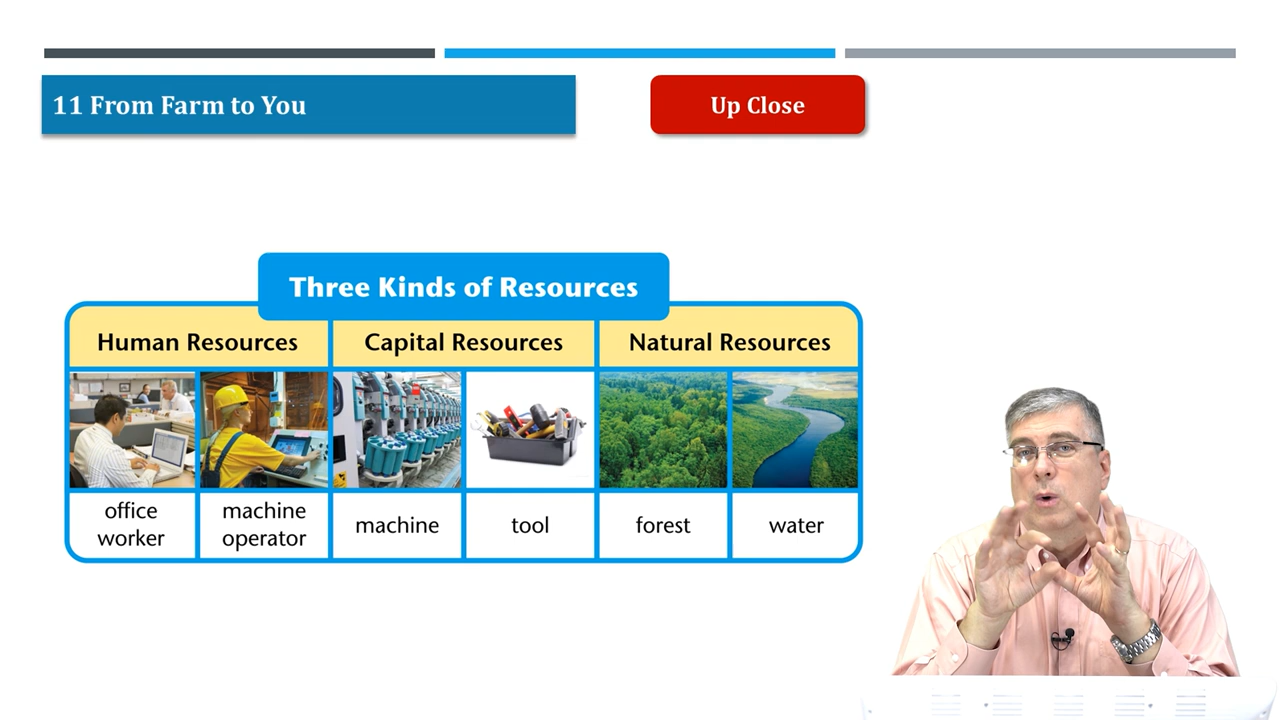 11 From Farm to You
Up Close
Three Kinds of Resources
Human Resources
Capital Resources
Natural Resources
office
worker
machine
operator
machine
tool
forest
water